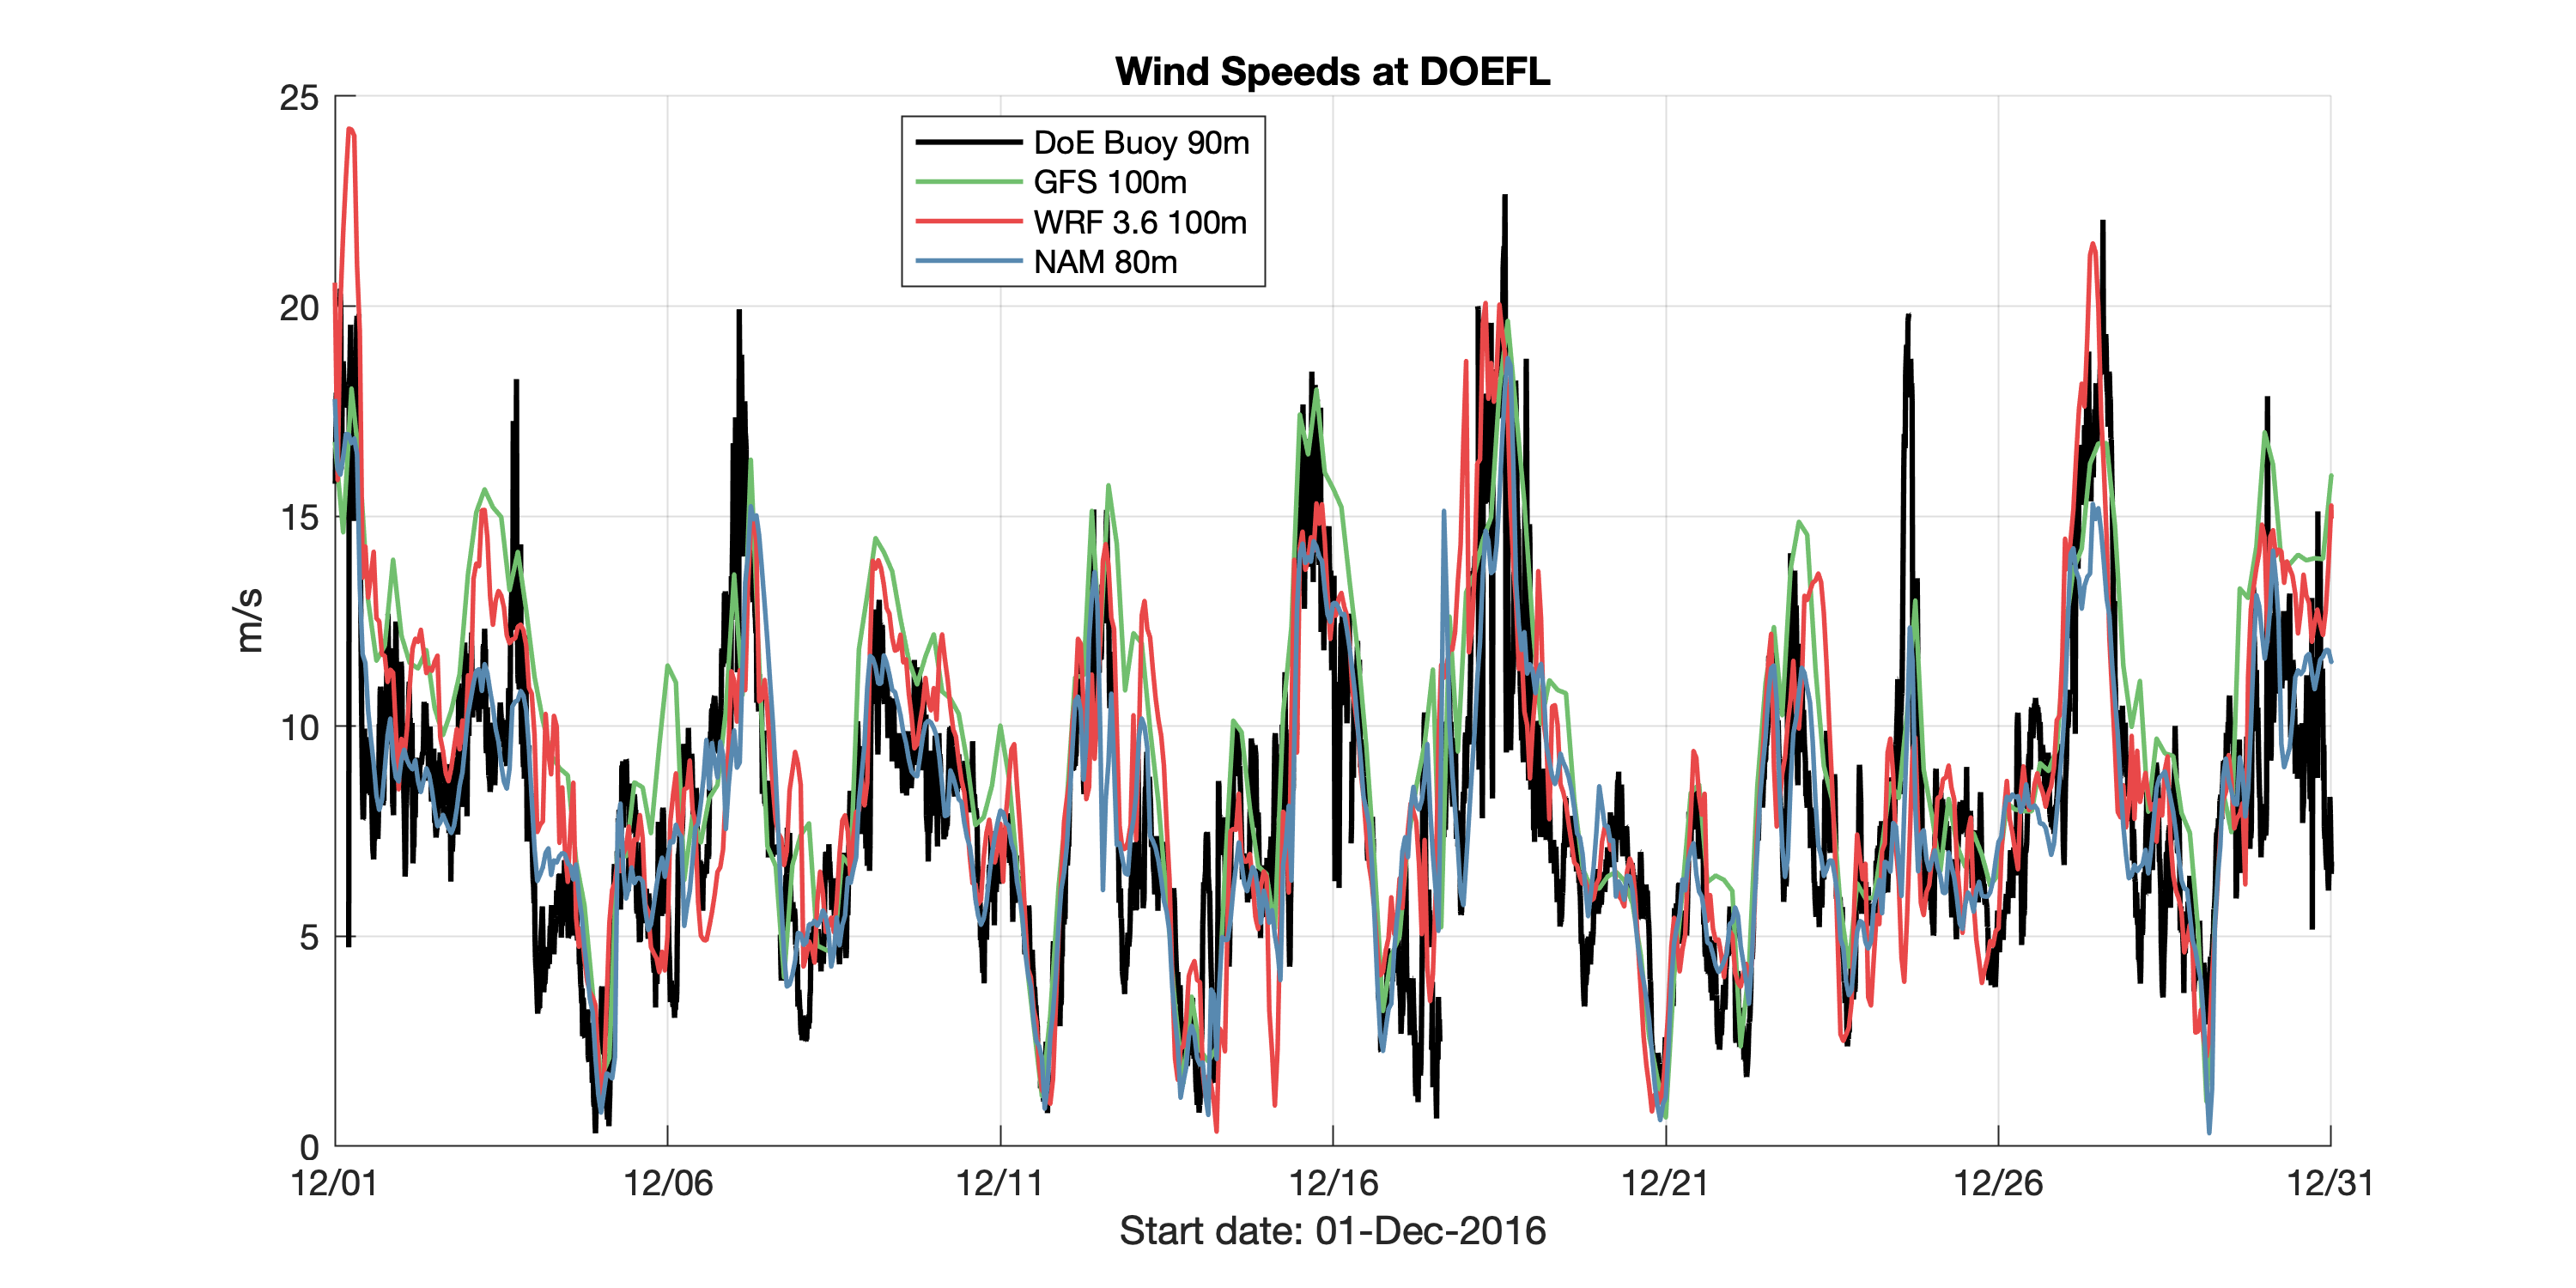 Wind Speeds at DOEFL
25
20
15
10
5
0
m/s
DoE Buoy 90m
GFS 100m
WRF 3.6 100m
NAM 80m
12/01 12/06 12/11 12/16 12/21 12/26 12/31
Start date: 01-Dec-2016